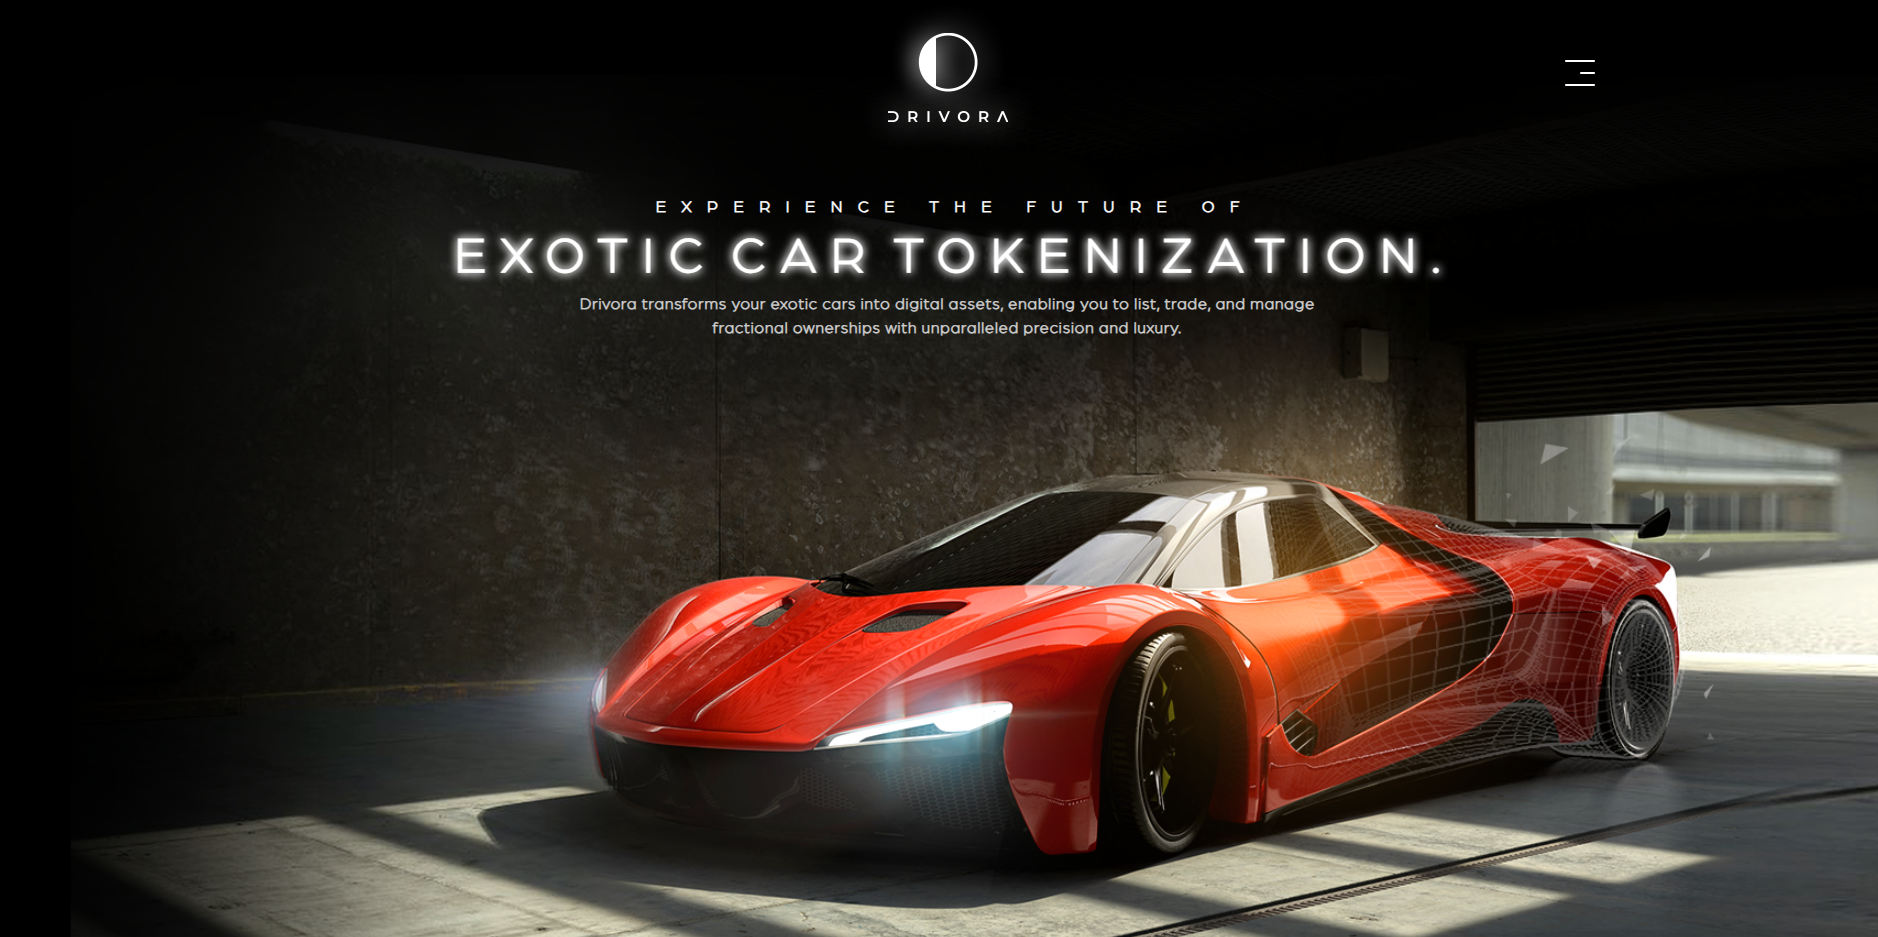 DRIVORA
EXPERIENCE THE FUTURE OF
EXOTIC CAR TOKENIZATION.
Drivora transforms your exotic cars into digital assets, enabling you to list, trade, and manage
fractional ownerships with unparalleled precision and luxury.